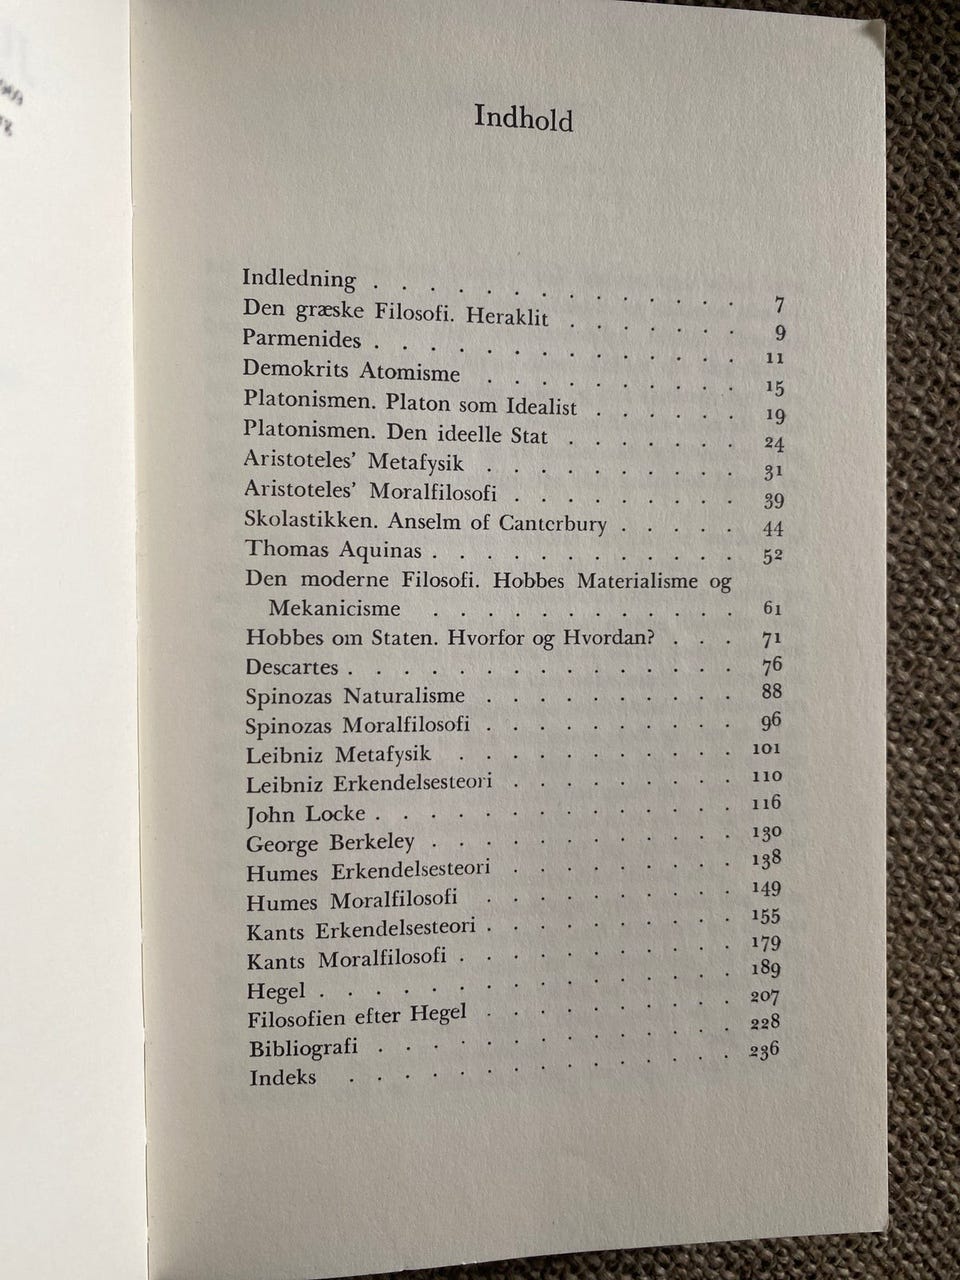 Indhold
Indledning . . . . . . . . . . . . . 7
Den græske Filosofi. Heraklit . . . . . . 9
Parmenides . . . . . . . . . . . . . 11
Demokrits Atomisme . . . . . . . . . 15
Platonismen. Platon som Idealist . . . . . 19
Platonismen. Den ideelle Stat . . . . . . 24
Aristoteles’ Metafysik . . . . . . . . . 31
Aristoteles’ Moralfilosofi . . . . . . . . 39
Skolastikken. Anselm of Canterbury . . . . . 44
Thomas Aquinas . . . . . . . . . . . 52
Den moderne Filosofi. Hobbes Materialisme og
Mekanicisme . . . . . . . . . . . 61
Hobbes om Staten. Hvorfor og Hvordan? . . . 71
Descartes . . . . . . . . . . . . . . 76
Spinozas Naturalisme . . . . . . . . . 88
Spinozas Moralfilosofi . . . . . . . . . 96
Leibniz Metafysik . . . . . . . . . . 101
Leibniz Erkendelsesteori . . . . . . . . 110
John Locke . . . . . . . . . . . . . 116
George Berkeley . . . . . . . . . . . 130
Humes Erkendelsesteori . . . . . . . . 138
Humes Moralfilosofi . . . . . . . . . 149
Kants Erkendelsesteori . . . . . . . . . 155
Kants Moralfilosofi . . . . . . . . . . 179
Hegel . . . . . . . . . . . . . . . 189
Filosofien efter Hegel . . . . . . . . . 207
Bibliografi . . . . . . . . . . . . . 228
Indeks . . . . . . . . . . . . . . 236